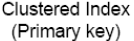 Clustered Index
(Primary key)